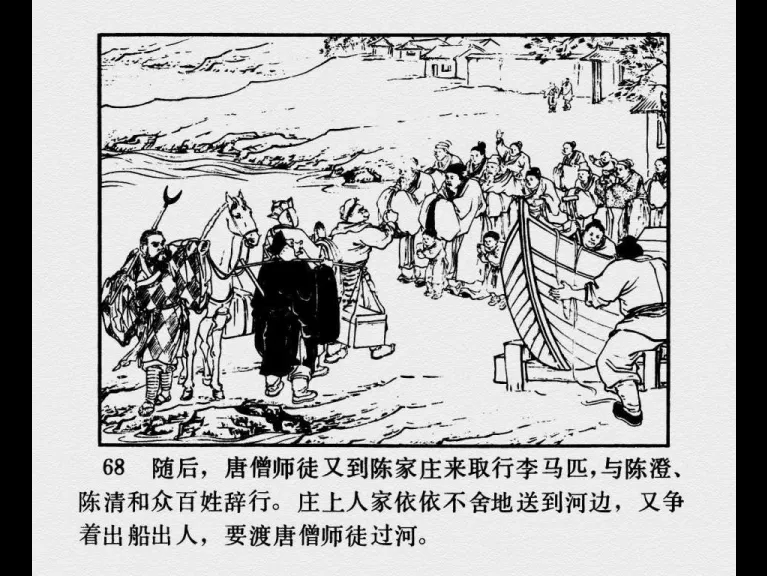 68 随后，唐僧师徒又到陈家庄来取行李马匹，与陈澄、
陈清和众百姓辞行。庄上人家依依不舍地送到河边，又争
着出船出人，要渡唐僧师徒过河。